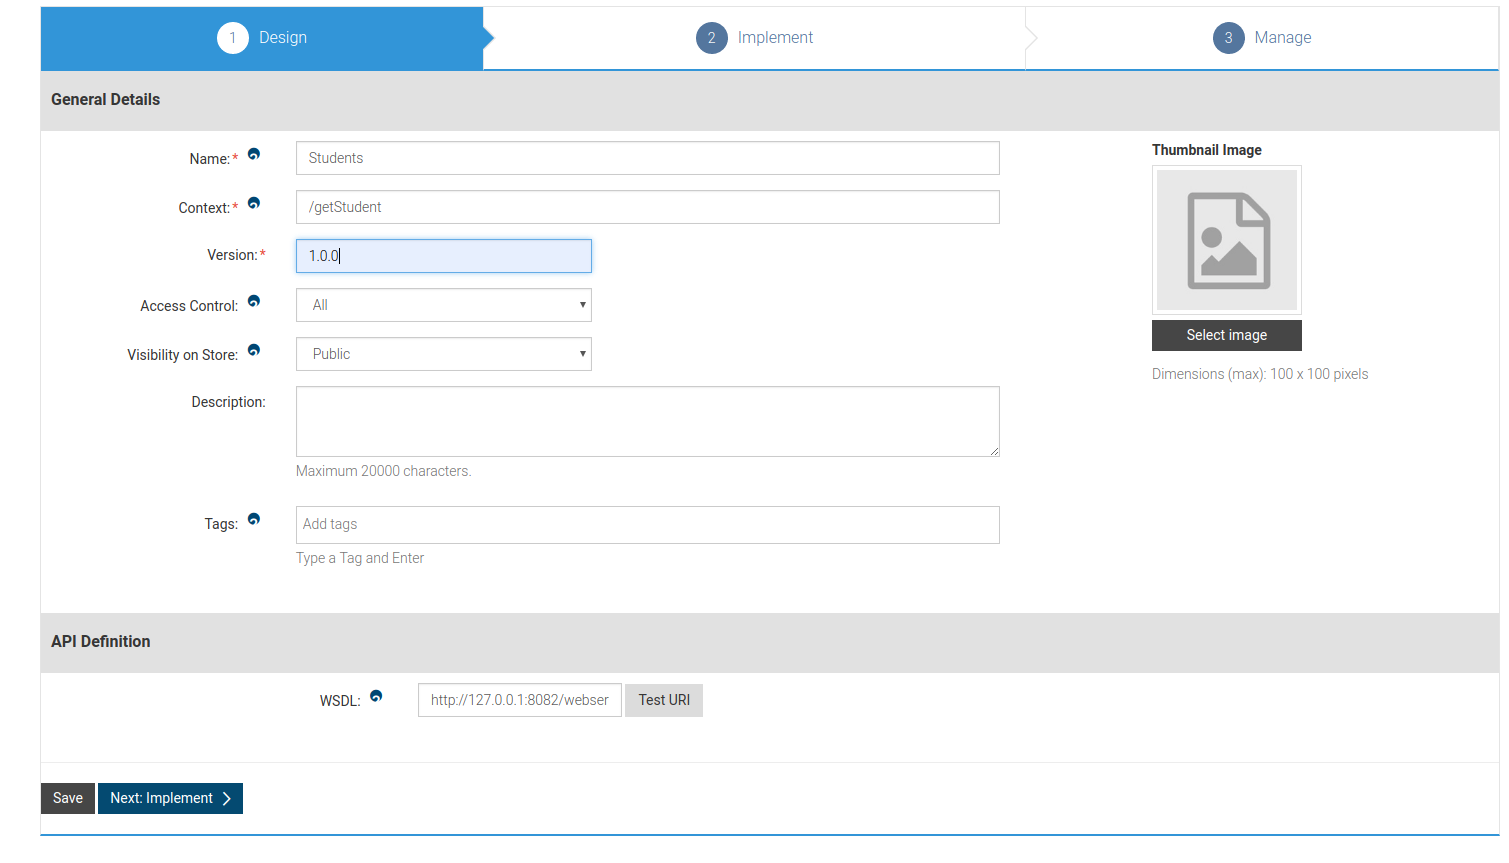 1 Design
2 Implement
3 Manage
General Details
Name:* Students
Context:* /getStudent
Version:* 1.0.0
Access Control: All
Visibility on Store: Public
Description:
Maximum 20000 characters.
Tags: Add tags
Type a Tag and Enter
Thumbnail Image
Select image
Dimensions (max): 100 x 100 pixels
API Definition
WSDL: http://127.0.0.1:8082/webser Test URI
Save Next: Implement